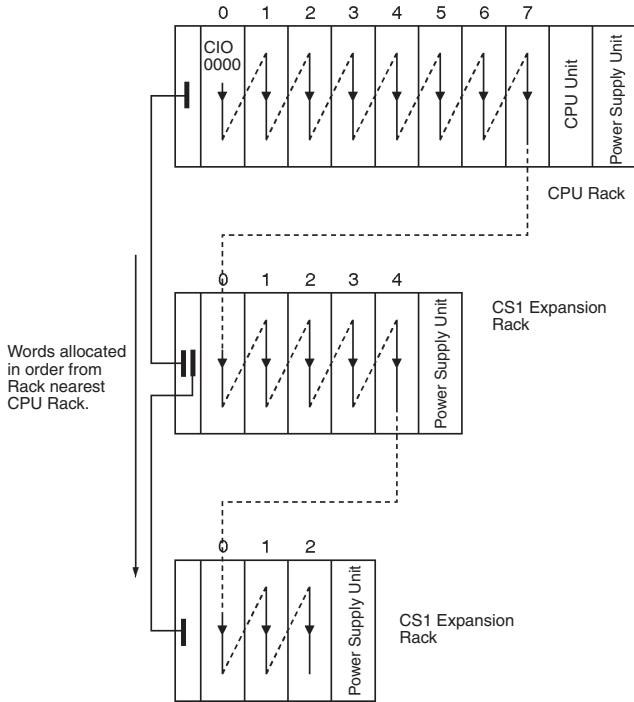 0 1 2 3 4 5 6 7
CIO
0000
CPU Unit
Power Supply Unit
CPU Rack
0 1 2 3 4
Power Supply Unit
CS1 Expansion
Rack
Words allocated
in order from
Rack nearest
CPU Rack.
0 1 2
Power Supply Unit
CS1 Expansion
Rack